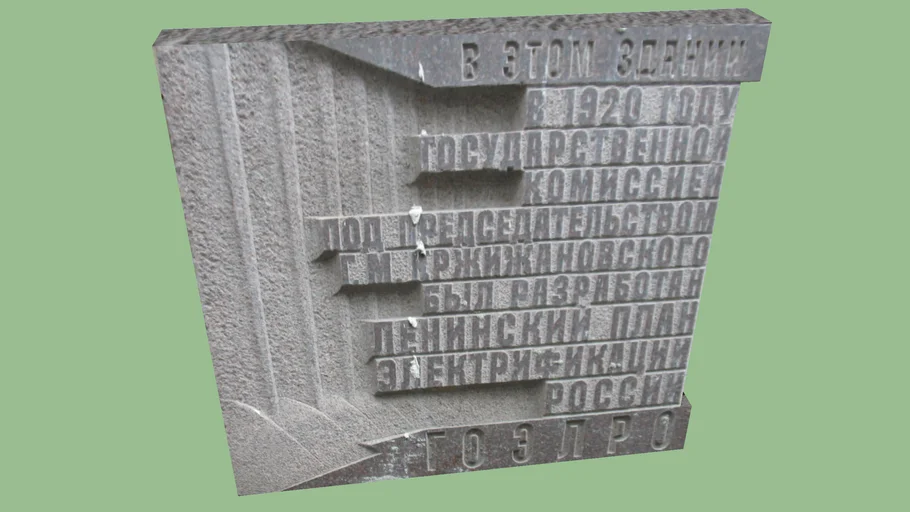 В ЭТОМ ЗДАНИИ
В 1920 ГОДУ
ГОСУДАРСТВЕННОЙ
КОМИССИЕЙ
ПОД ПРЕДСЕДАТЕЛЬСТВОМ
Г.М. КРЖИЖАНОВСКОГО
БЫЛ РАЗРАБОТАН
ЛЕНИНСКИЙ ПЛАН
ЭЛЕКТРИФИКАЦИИ
РОССИИ
ГОЭЛРО